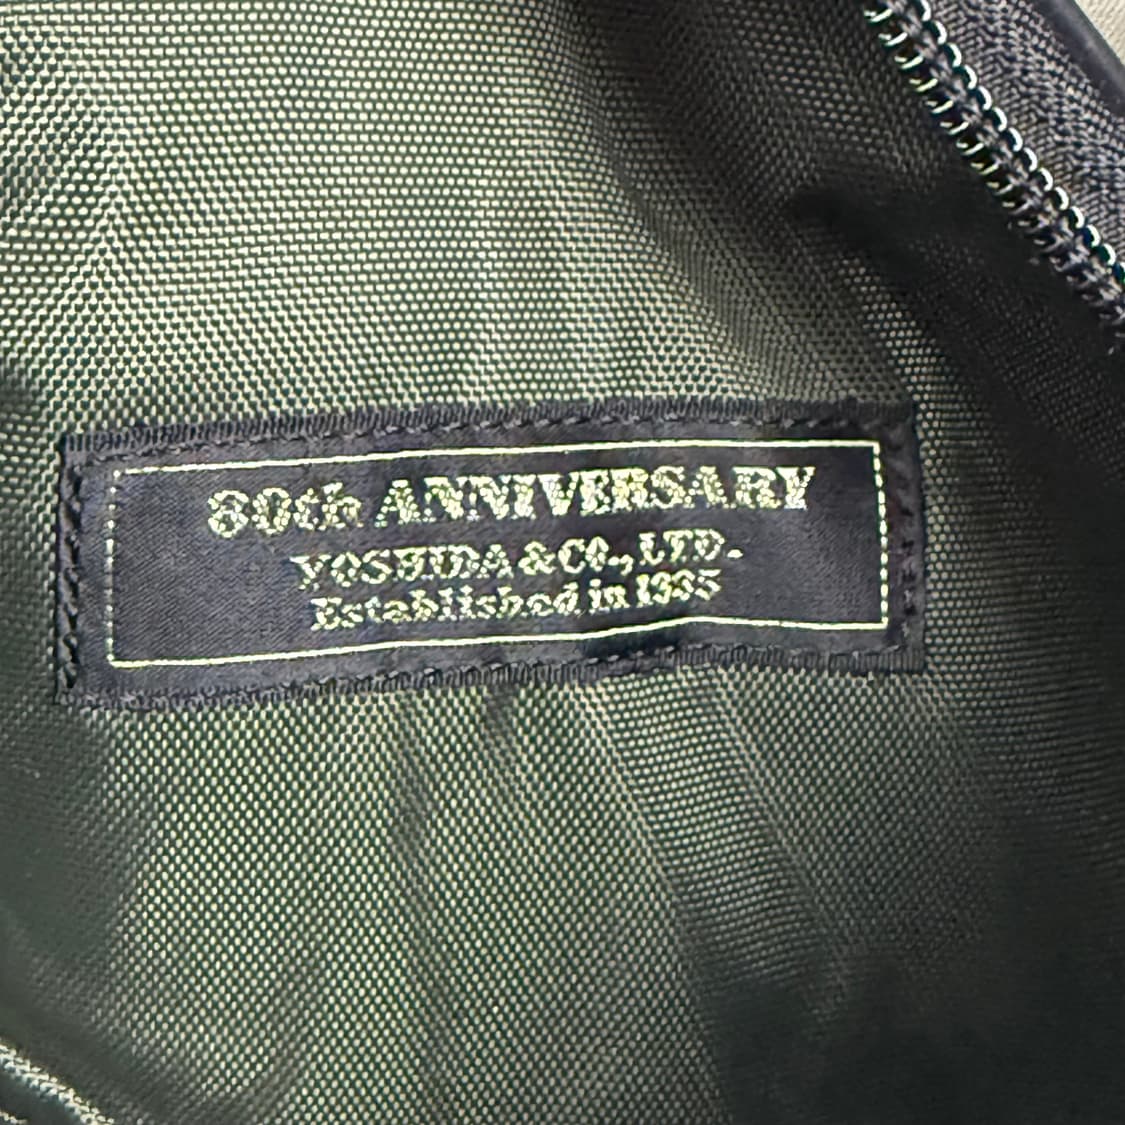 80th ANNIVERSARY
YOSHIDA & CO., LTD.
Established in 1935